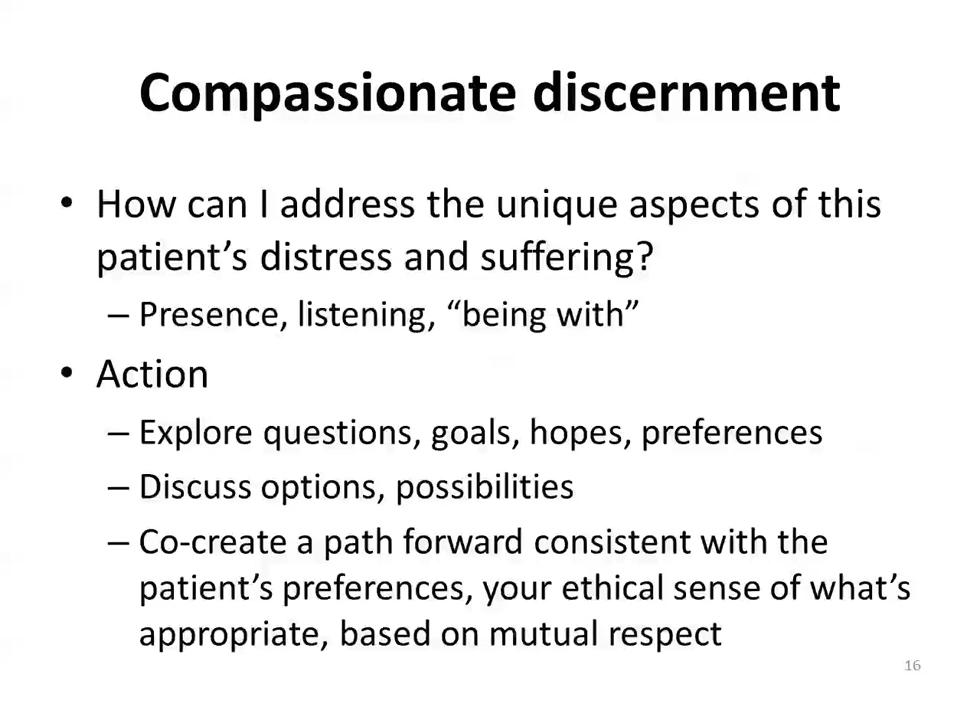 Compassionate discernment
• How can I address the unique aspects of this
patient’s distress and suffering?
– Presence, listening, “being with”
• Action
– Explore questions, goals, hopes, preferences
– Discuss options, possibilities
– Co-create a path forward consistent with the
patient’s preferences, your ethical sense of what’s
appropriate, based on mutual respect
16